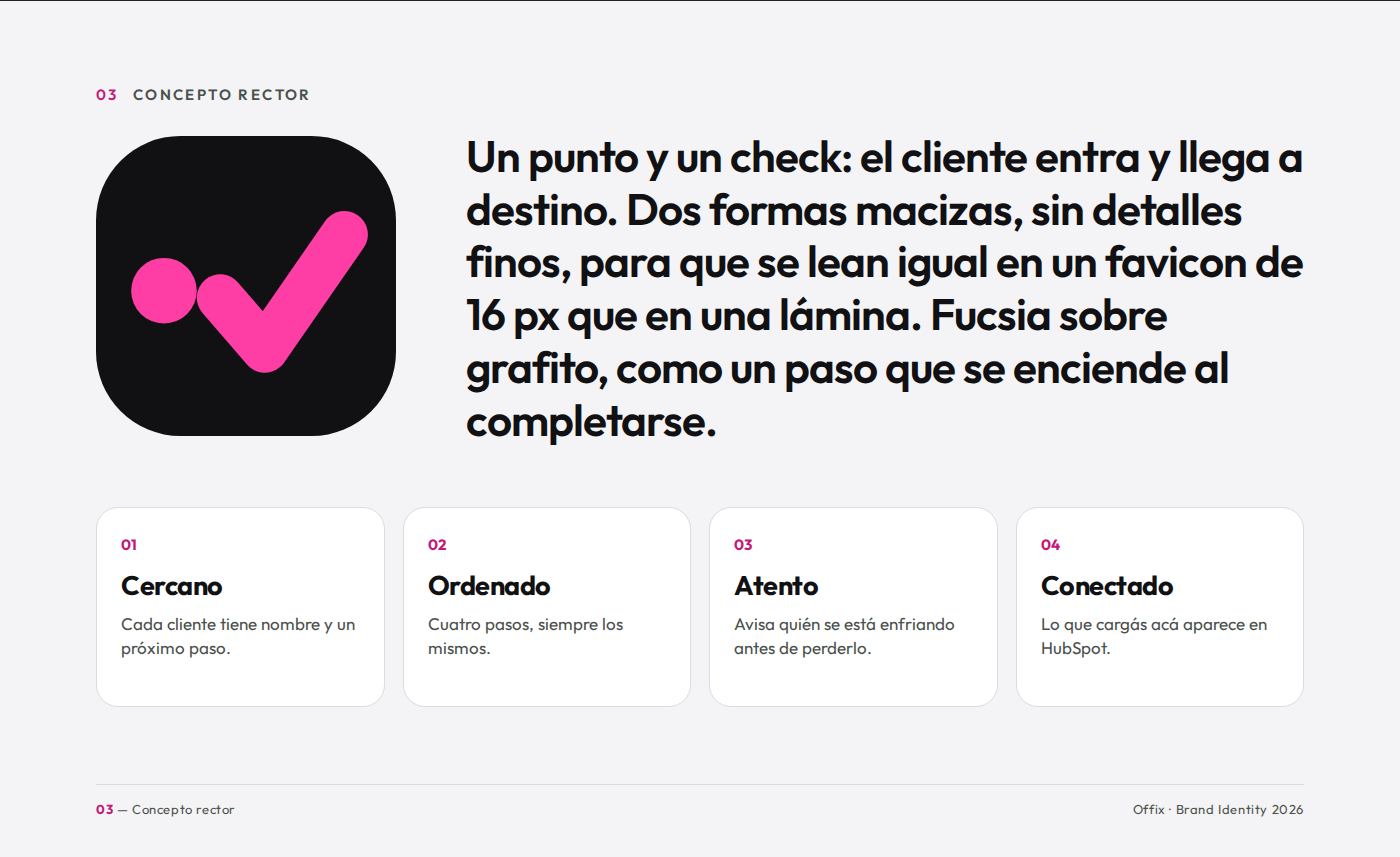 03 CONCEPTO RECTOR
Un punto y un check: el cliente entra y llega a
destino. Dos formas macizas, sin detalles
finos, para que se lean igual en un favicon de
16 px que en una lámina. Fucsia sobre
grafito, como un paso que se enciende al
completarse.
01
Cercano
Cada cliente tiene nombre y un
próximo paso.
02
Ordenado
Cuatro pasos, siempre los
mismos.
03
Atento
Avisa quién se está enfriando
antes de perderlo.
04
Conectado
Lo que cargás acá aparece en
HubSpot.
03 — Concepto rector
Offix · Brand Identity 2026